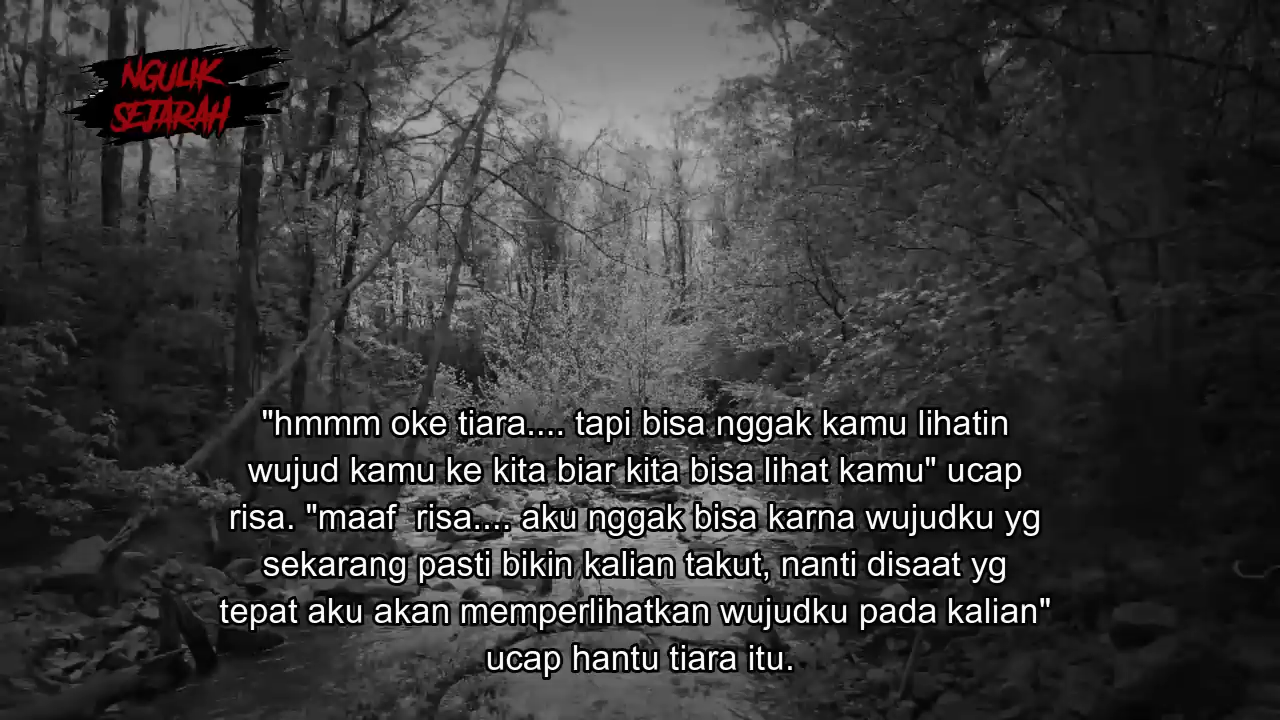 NGULIK
SEJARAH
"hmmm oke tiara.... tapi bisa nggak kamu lihatin
wujud kamu ke kita biar kita bisa lihat kamu" ucap
risa. "maaf  risa.... aku nggak bisa karna wujudku yg
sekarang pasti bikin kalian takut, nanti disaat yg
tepat aku akan memperlihatkan wujudku pada kalian"
ucap hantu tiara itu.